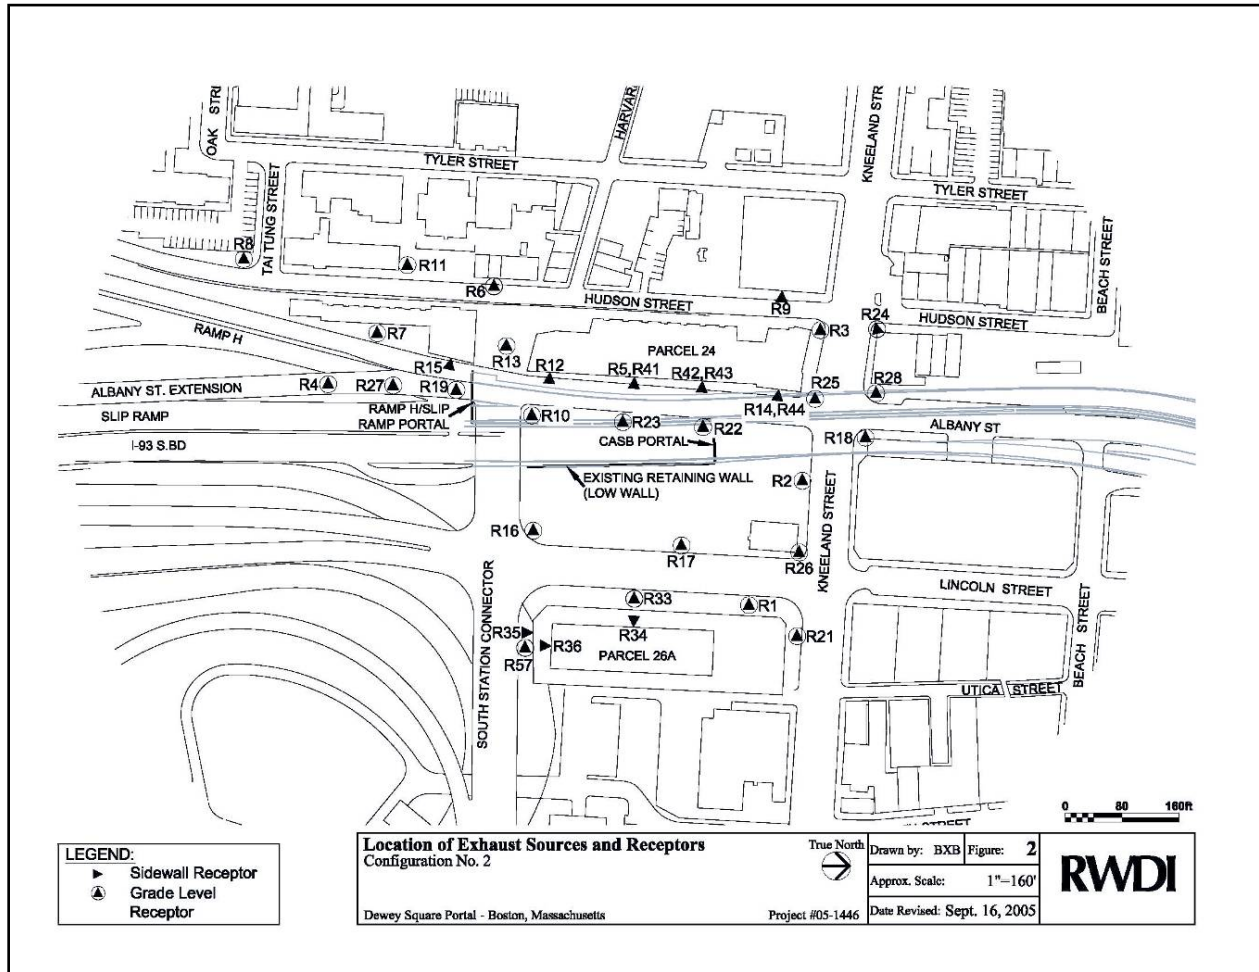 OAK STRI
HARVAR
KNEELAND STR
TYLER STREET
TYLER STREET
TAI TUNG STREET
BEACH STREET
R8
R11
R6
HUDSON STREET
R9
R24
HUDSON STREET
RAMP H
R7
R13
PARCEL 24
R3
R15
R12
R5,R41
R42,R43
R25
R28
ALBANY ST. EXTENSION
R4
R27
R19
R14,R44
SLIP RAMP
RAMP H/SLIP
RAMP PORTAL
R10
R23
R22
ALBANY ST
I-93 S.BD
CASB PORTAL
R18
EXISTING RETAINING WALL
(LOW WALL)
R2
KNEELAND STREET
R16
R17
R26
LINCOLN STREET
SOUTH STATION CONNECTOR
R33
R1
BEACH STREET
R35
R36
R34
R21
R57
PARCEL 26A
UTICA STREET
0 80 160ft
LEGEND:
Sidewall Receptor
Grade Level
Receptor
Location of Exhaust Sources and Receptors
Configuration No. 2
Dewey Square Portal - Boston, Massachusetts
Project #05-1446
True North
Drawn by: BXB
Figure: 2
Approx. Scale: 1"=160'
Date Revised: Sept. 16, 2005
RWDI